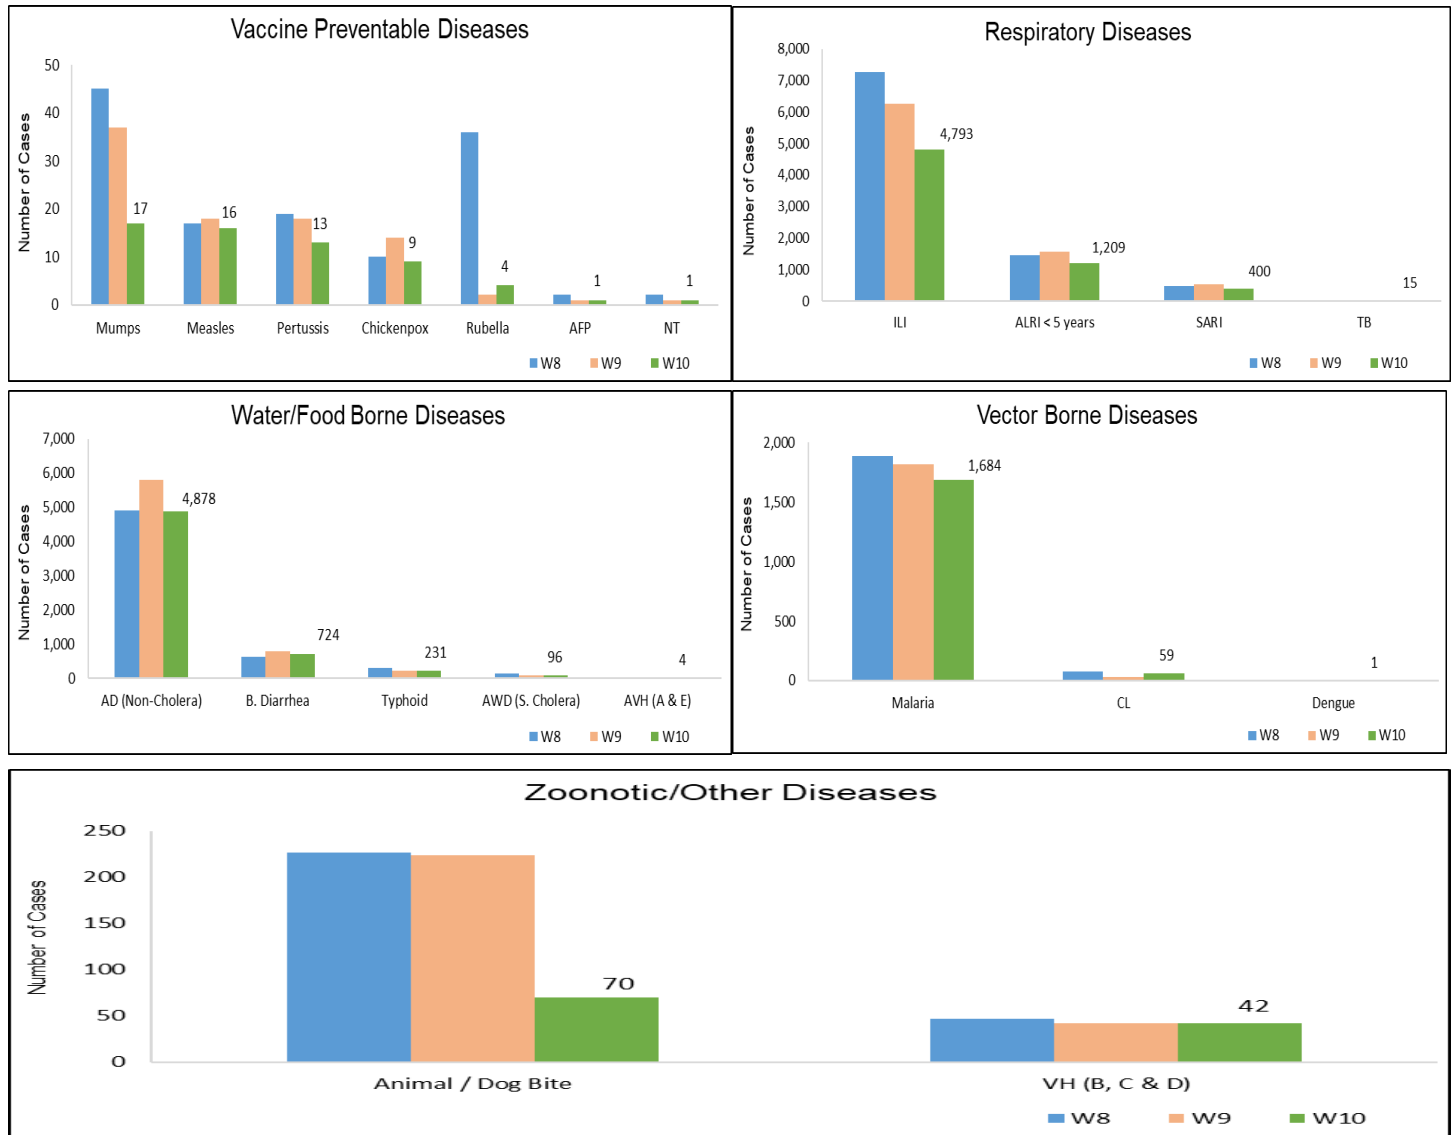 Vaccine Preventable Diseases
Number of Cases
50
40
30
20
10
0
17
16
13
9
4
1
1
Mumps Measles Pertussis Chickenpox Rubella AFP NT
W8 W9 W10
Respiratory Diseases
Number of Cases
8,000
7,000
6,000
5,000
4,000
3,000
2,000
1,000
0
4,793
1,209
400
15
ILI ALRI < 5 years SARI TB
W8 W9 W10
Water/Food Borne Diseases
Number of Cases
7,000
6,000
5,000
4,000
3,000
2,000
1,000
0
4,878
724
231
96
4
AD (Non-Cholera) B. Diarrhea Typhoid AWD (S. Cholera) AVH (A & E)
W8 W9 W10
Vector Borne Diseases
Number of Cases
2,000
1,500
1,000
500
0
1,684
59
1
Malaria CL Dengue
W8 W9 W10
Zoonotic/Other Diseases
Number of Cases
250
200
150
100
50
0
70
42
Animal / Dog Bite VH (B, C & D)
W8 W9 W10